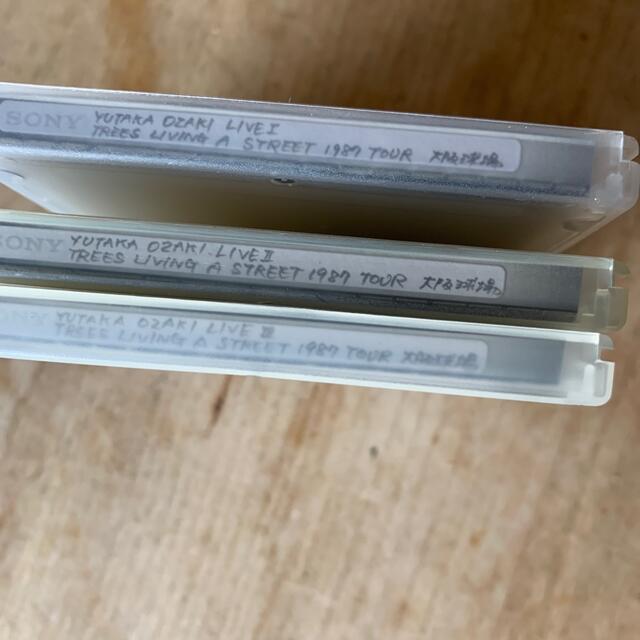 SONY
YUTAKA OZAKI LIVE I
TREES LIVING A STREET 1987 TOUR 大阪球場
SONY
YUTAKA OZAKI LIVE II
TREES LIVING A STREET 1987 TOUR 大阪球場
SONY
YUTAKA OZAKI LIVE III
TREES LIVING A STREET 1987 TOUR 大阪球場